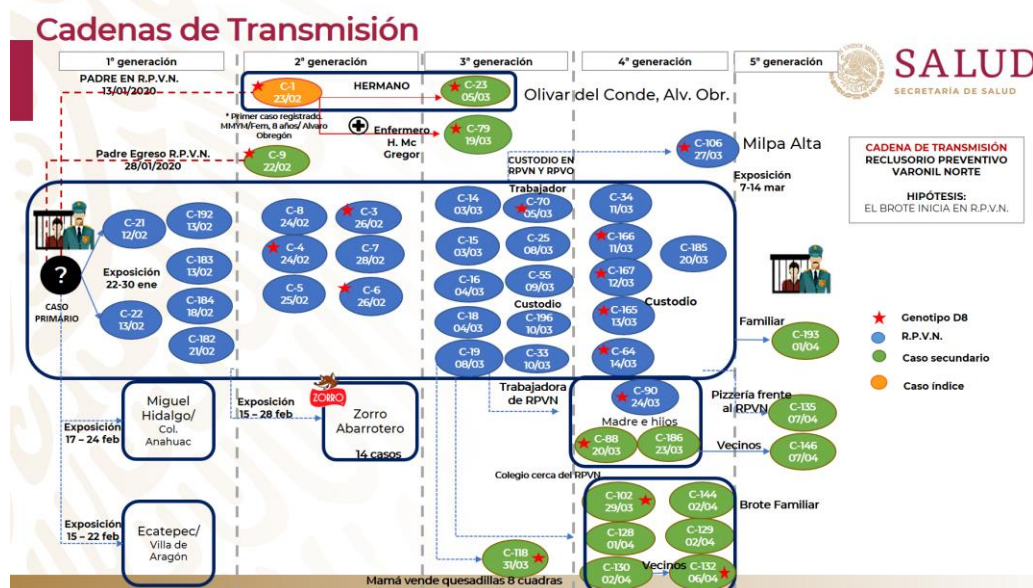 Cadenas de Transmisión
SALUD
SECRETARÍA DE SALUD
1ª generación
2ª generación
3ª generación
4ª generación
5ª generación
PADRE EN R.P.V.N.
13/01/2020
C-1
23/02
HERMANO
C-23
05/03
Olivar del Conde, Alv. Obr.
* Primer caso registrado.
MMYM/Fem, 8 años/ Alvaro
Obregón
Enfermero
H. Mc
Gregor
C-79
19/03
Padre Egreso R.P.V.N.
28/01/2020
C-9
22/02
CUSTODIO EN
RPVN Y RPVO
C-106
27/03
Milpa Alta
Exposición
7-14 mar
CADENA DE TRANSMISIÓN
RECLUSORIO PREVENTIVO
VARONIL NORTE
HIPÓTESIS:
EL BROTE INICIA EN R.P.V.N.
?
CASO
PRIMÁRIO
C-21
12/02
C-192
13/02
Exposición
22-30 ene
C-183
13/02
C-184
18/02
C-22
13/02
C-182
21/02
C-8
24/02
C-3
26/02
C-4
24/02
C-7
28/02
C-5
25/02
C-6
26/02
Trabajador
C-14
03/03
C-70
05/03
C-15
03/03
C-25
08/03
C-16
04/03
C-55
09/03
Custodio
C-18
04/03
C-196
10/03
C-19
08/03
C-33
10/03
C-34
11/03
C-166
11/03
C-185
20/03
C-167
12/03
Custodio
C-165
13/03
C-64
14/03
Familiar
C-193
01/04
Genotipo D8
R.P.V.N.
Caso secundario
Caso índice
Miguel
Hidalgo/
Col.
Anahuac
Exposición
17 – 24 feb
Exposición
15 – 28 feb
ZORRO
Zorro
Abarrotero
14 casos
Trabajadora
de RPVN
C-90
24/03
Madre e hijos
C-88
20/03
C-186
23/03
Pizzería frente
al RPVN
C-135
07/04
Vecinos
C-146
07/04
Exposición
15 – 22 feb
Ecatepec/
Villa de
Aragón
Colegio cerca del RPVN
C-102
29/03
C-144
02/04
Brote Familiar
C-128
01/04
C-129
02/04
C-118
31/03
C-130
02/04
Vecinos
C-132
06/04
Mamá vende quesadillas 8 cuadras